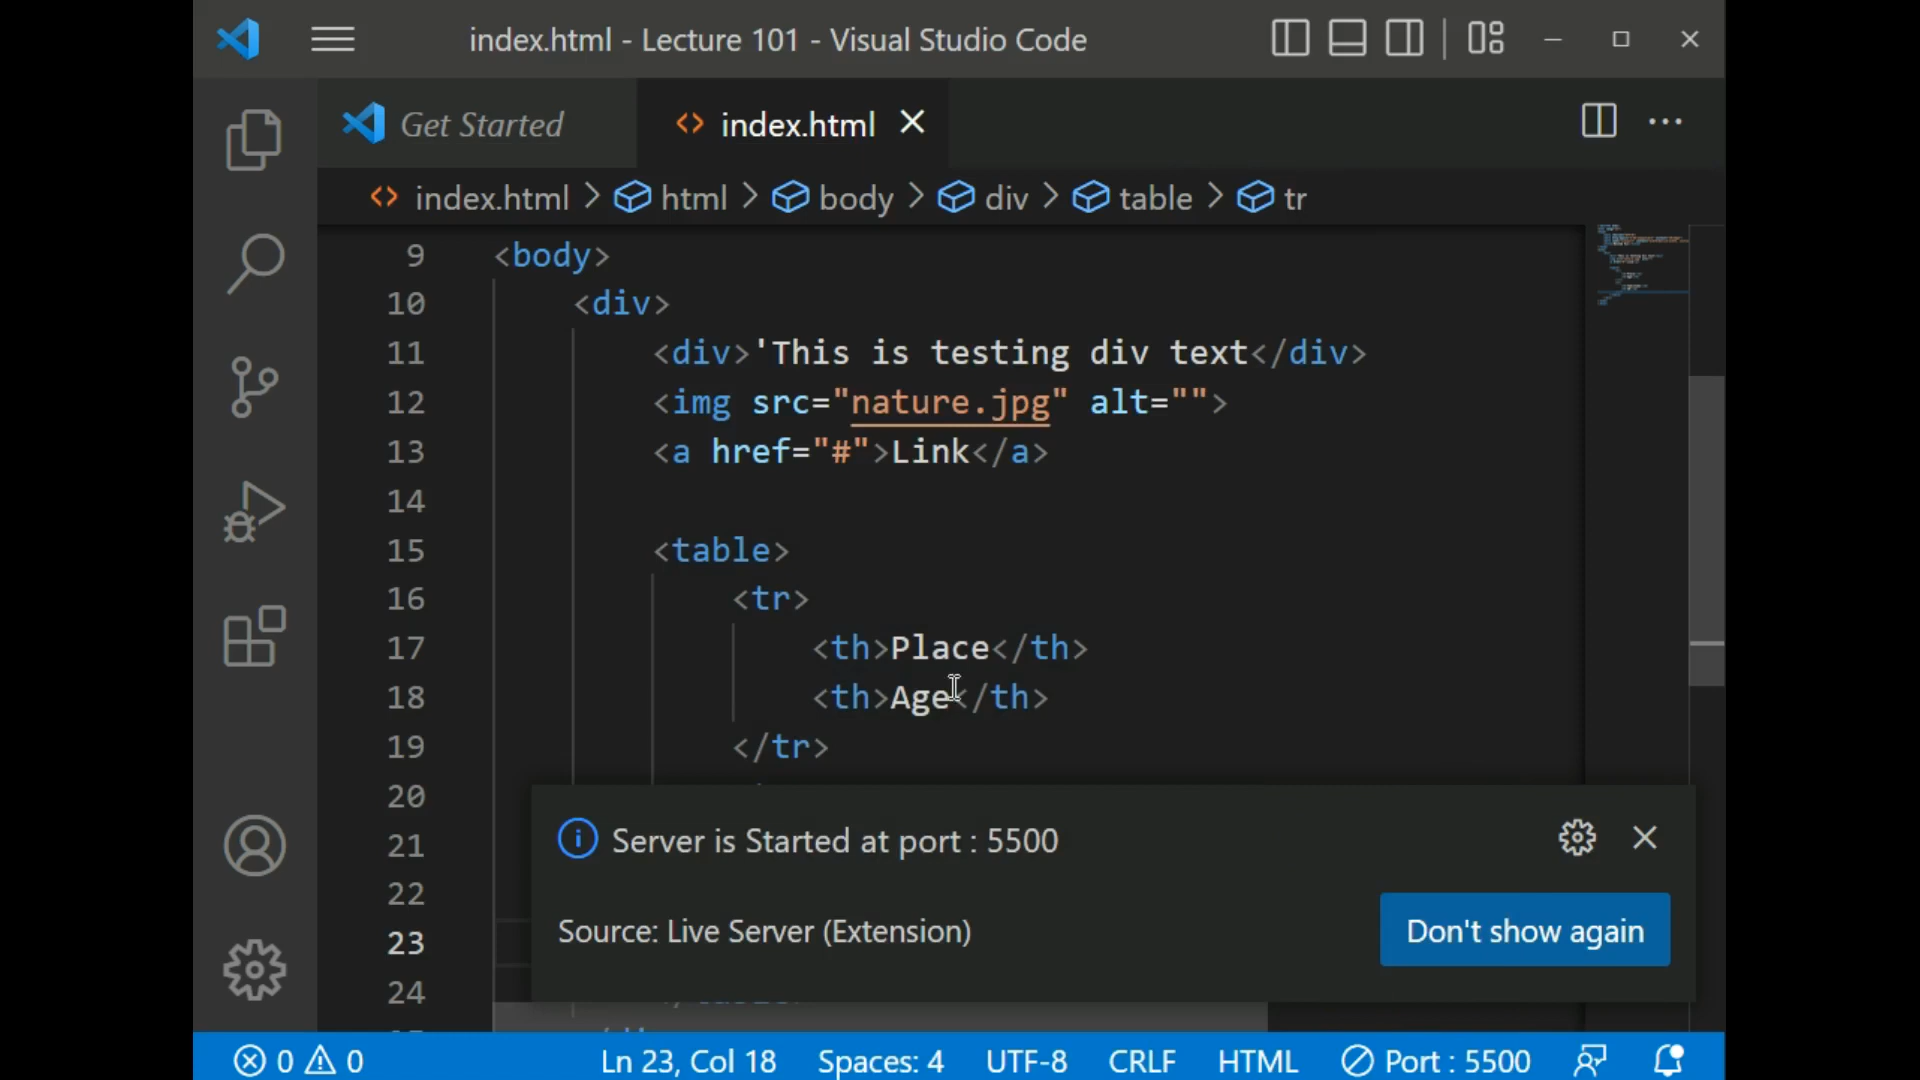 index.html - Lecture 101 - Visual Studio Code
Get Started
index.html
index.html > html > body > div > table > tr
9 <body>
10 <div>
11 <div>'This is testing div text</div>
12 <img src="nature.jpg" alt="">
13 <a href="#">Link</a>
14
15 <table>
16 <tr>
17 <th>Place</th>
18 <th>Age</th>
19 </tr>
20
21
22
23
24
Server is Started at port : 5500
Source: Live Server (Extension)
Don't show again
0 0 Ln 23, Col 18 Spaces: 4 UTF-8 CRLF HTML Port : 5500